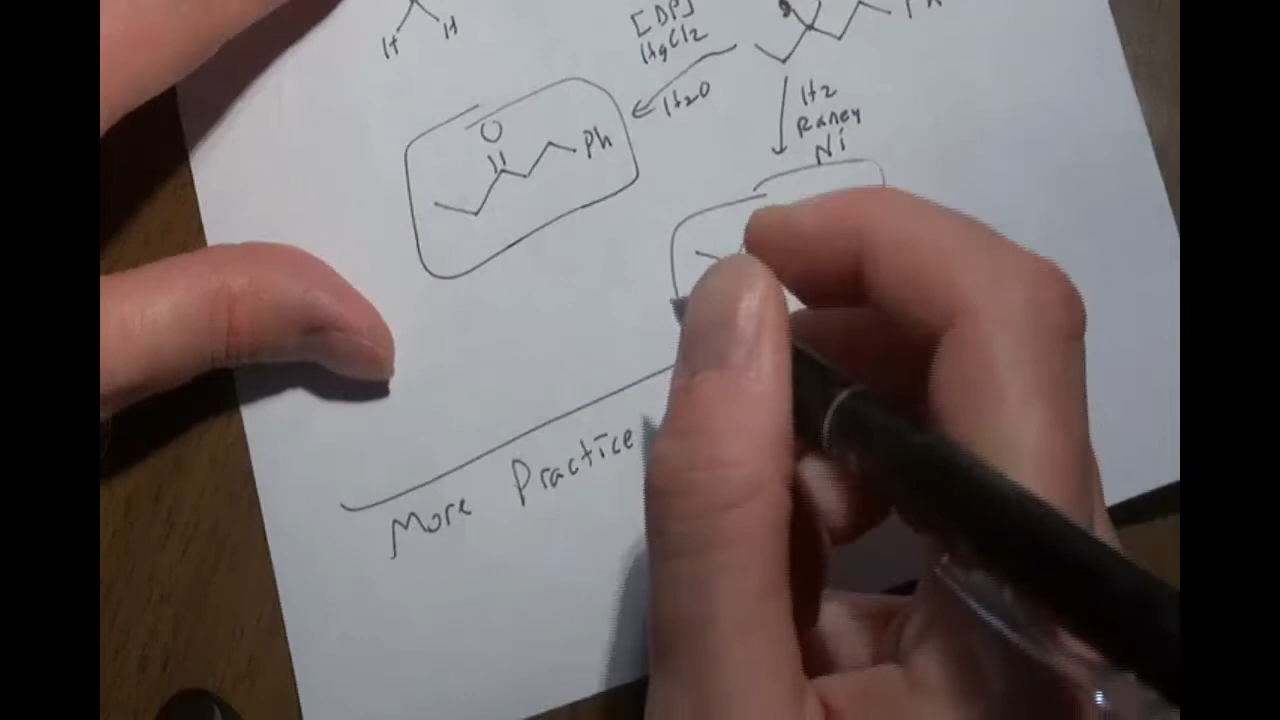 H H
[DP]
HgCl2
H2O
H2
Raney
Ni
O
Ph
More Practice